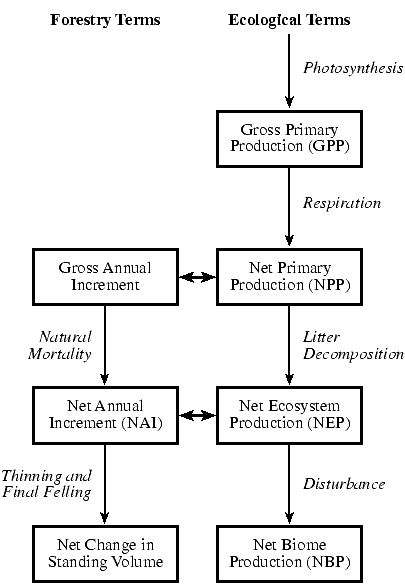 Forestry Terms
Ecological Terms
Photosynthesis
Gross Primary
Production (GPP)
Respiration
Gross Annual
Increment
Net Primary
Production (NPP)
Natural
Mortality
Litter
Decomposition
Net Annual
Increment (NAI)
Net Ecosystem
Production (NEP)
Thinning and
Final Felling
Disturbance
Net Change in
Standing Volume
Net Biome
Production (NBP)